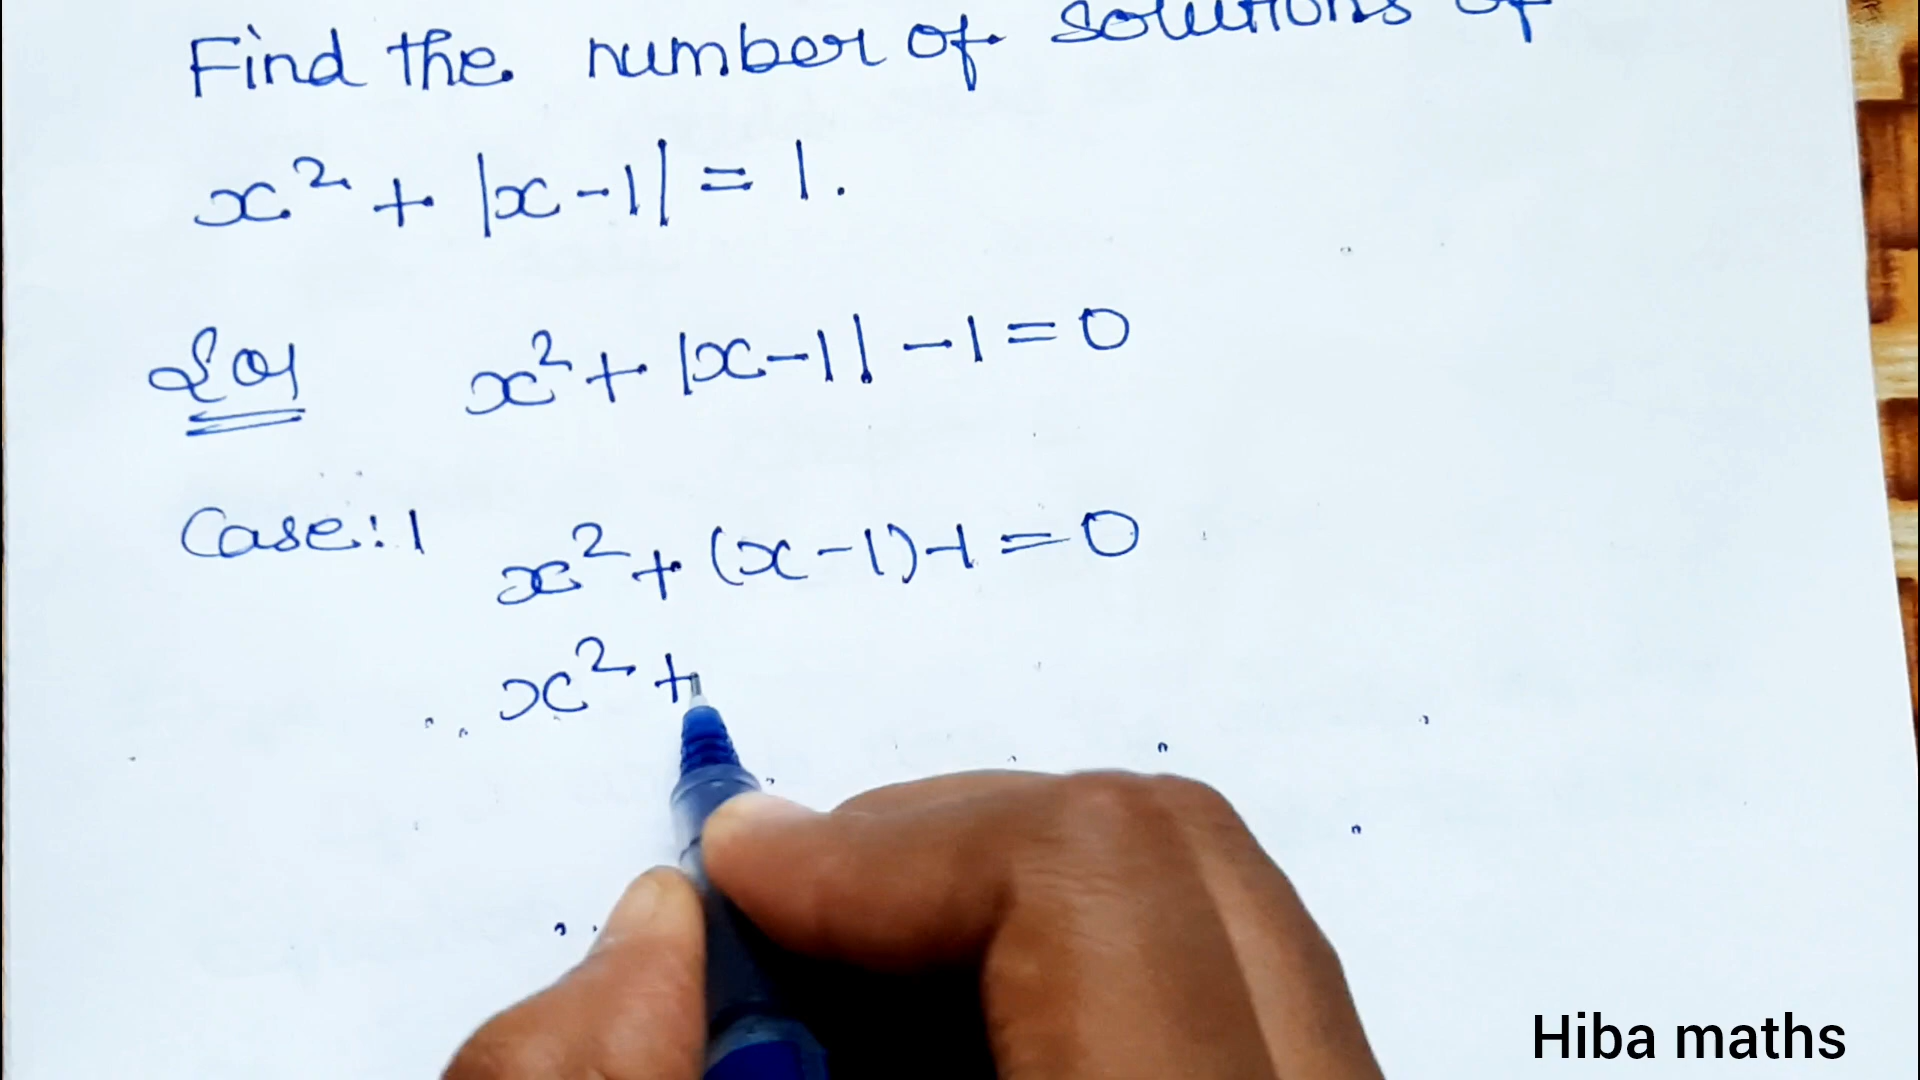 Find the number of solutions of
x² + |x-1| = 1.
Sol x² + |x-1| -1 = 0
Case: 1 x² + (x-1)-1 = 0
x² +
Hiba maths